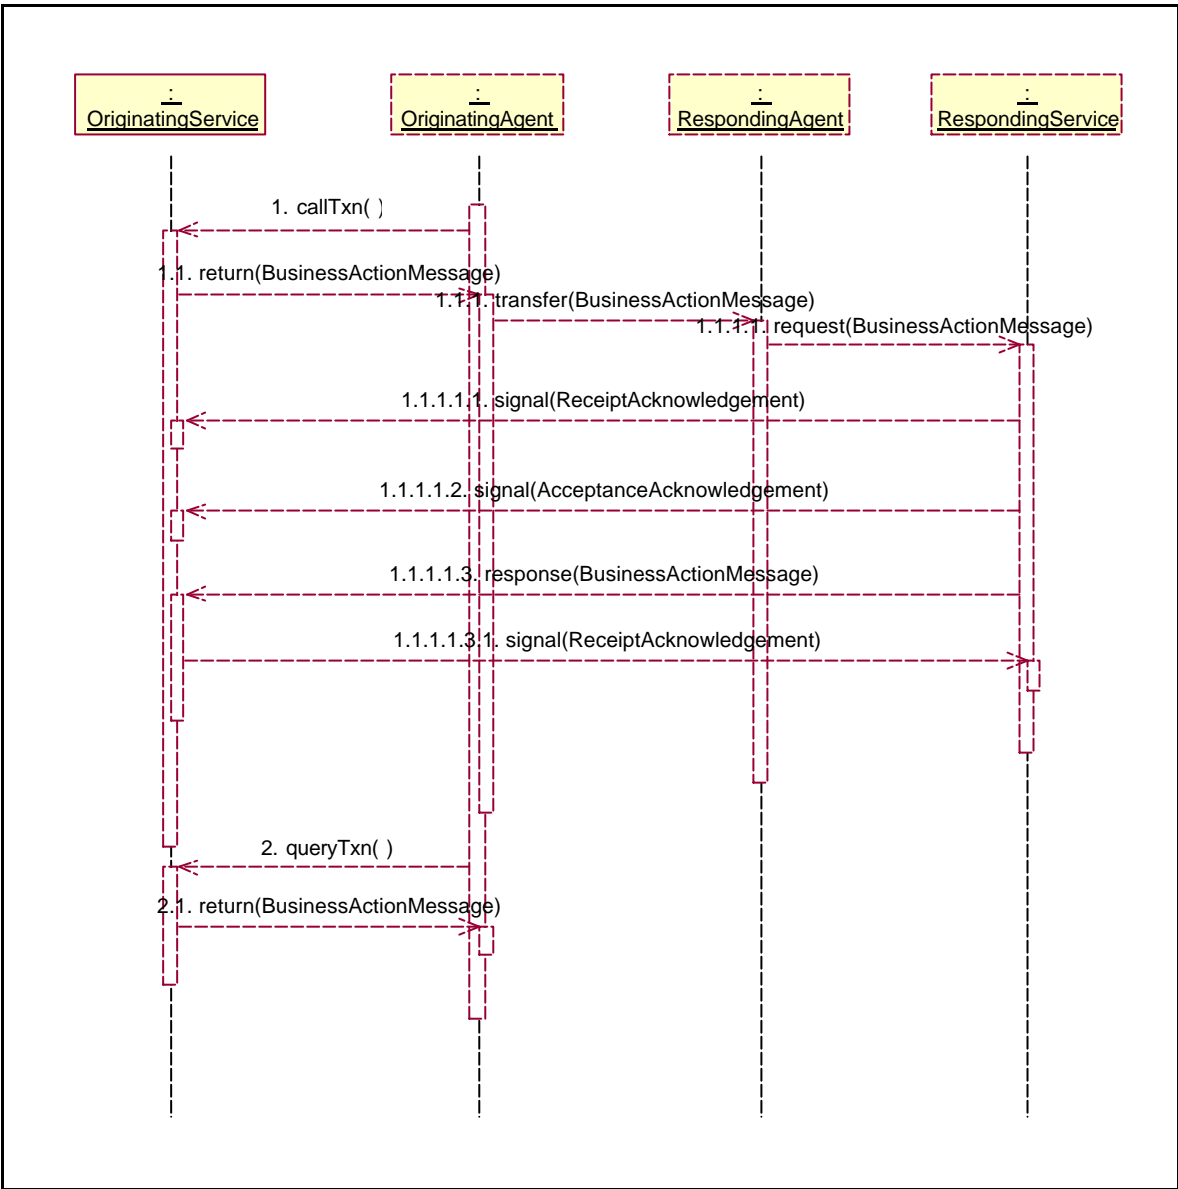 :
OriginatingService
:
OriginatingAgent
:
RespondingAgent
:
RespondingService
1. callTxn( )
1.1. return(BusinessActionMessage)
1.1.1. transfer(BusinessActionMessage)
1.1.1.1. request(BusinessActionMessage)
1.1.1.1.1. signal(ReceiptAcknowledgement)
1.1.1.1.2. signal(AcceptanceAcknowledgement)
1.1.1.1.3. response(BusinessActionMessage)
1.1.1.1.3.1. signal(ReceiptAcknowledgement)
2. queryTxn( )
2.1. return(BusinessActionMessage)